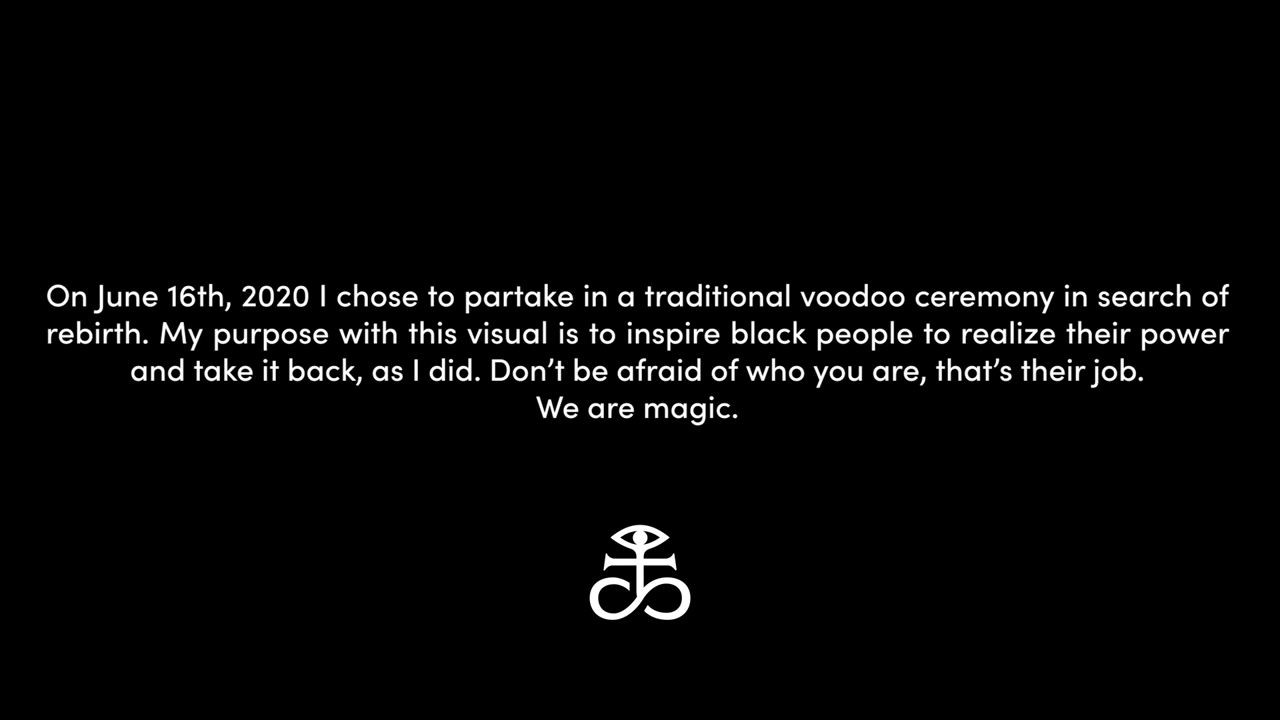 On June 16th, 2020 I chose to partake in a traditional voodoo ceremony in search of
rebirth. My purpose with this visual is to inspire black people to realize their power
and take it back, as I did. Don’t be afraid of who you are, that’s their job.
We are magic.